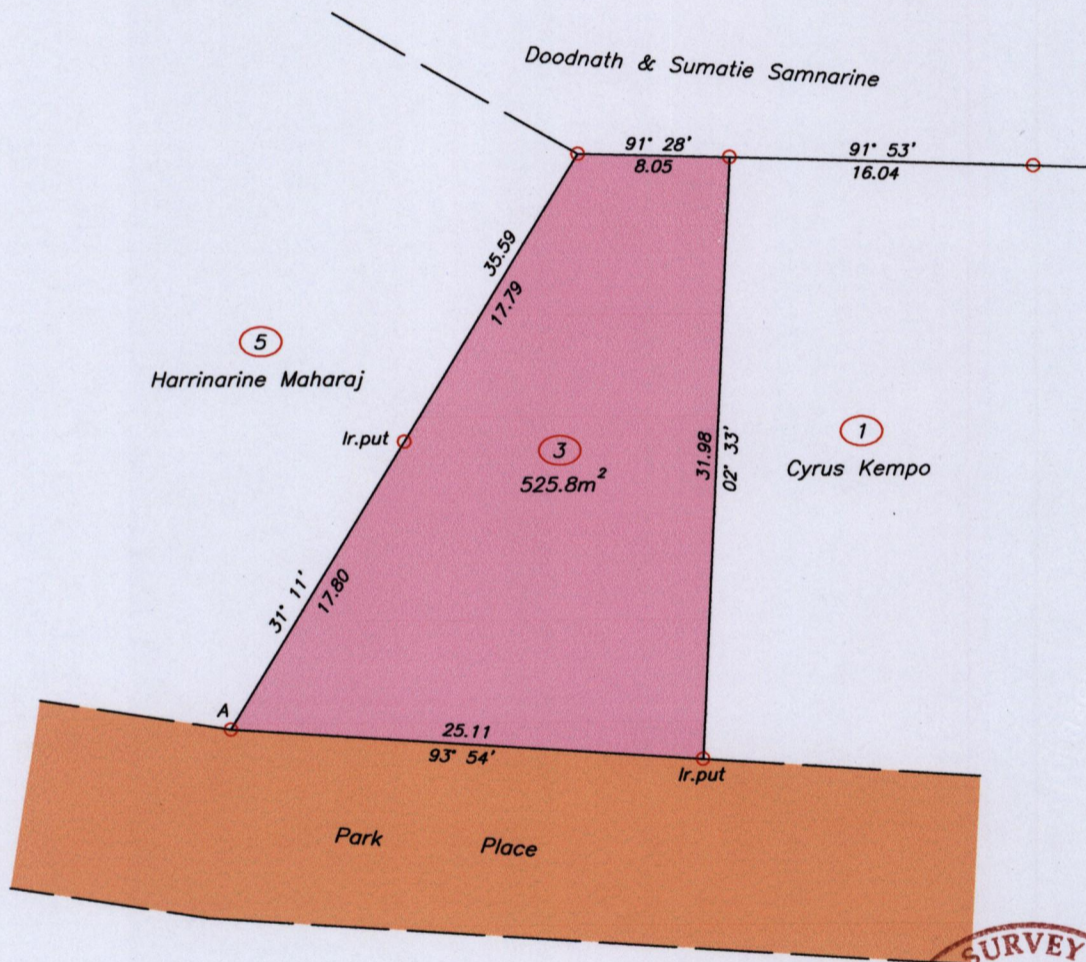 Doodnath & Sumatie Samnarine
91° 28'
8.05
91° 53'
16.04
35.59
17.79
5
Harrinarine Maharaj
Ir.put
3
525.8m²
31.98
02° 33'
1
Cyrus Kempo
31° 11'
17.80
A
25.11
93° 54'
Ir.put
Park Place
SURVEY